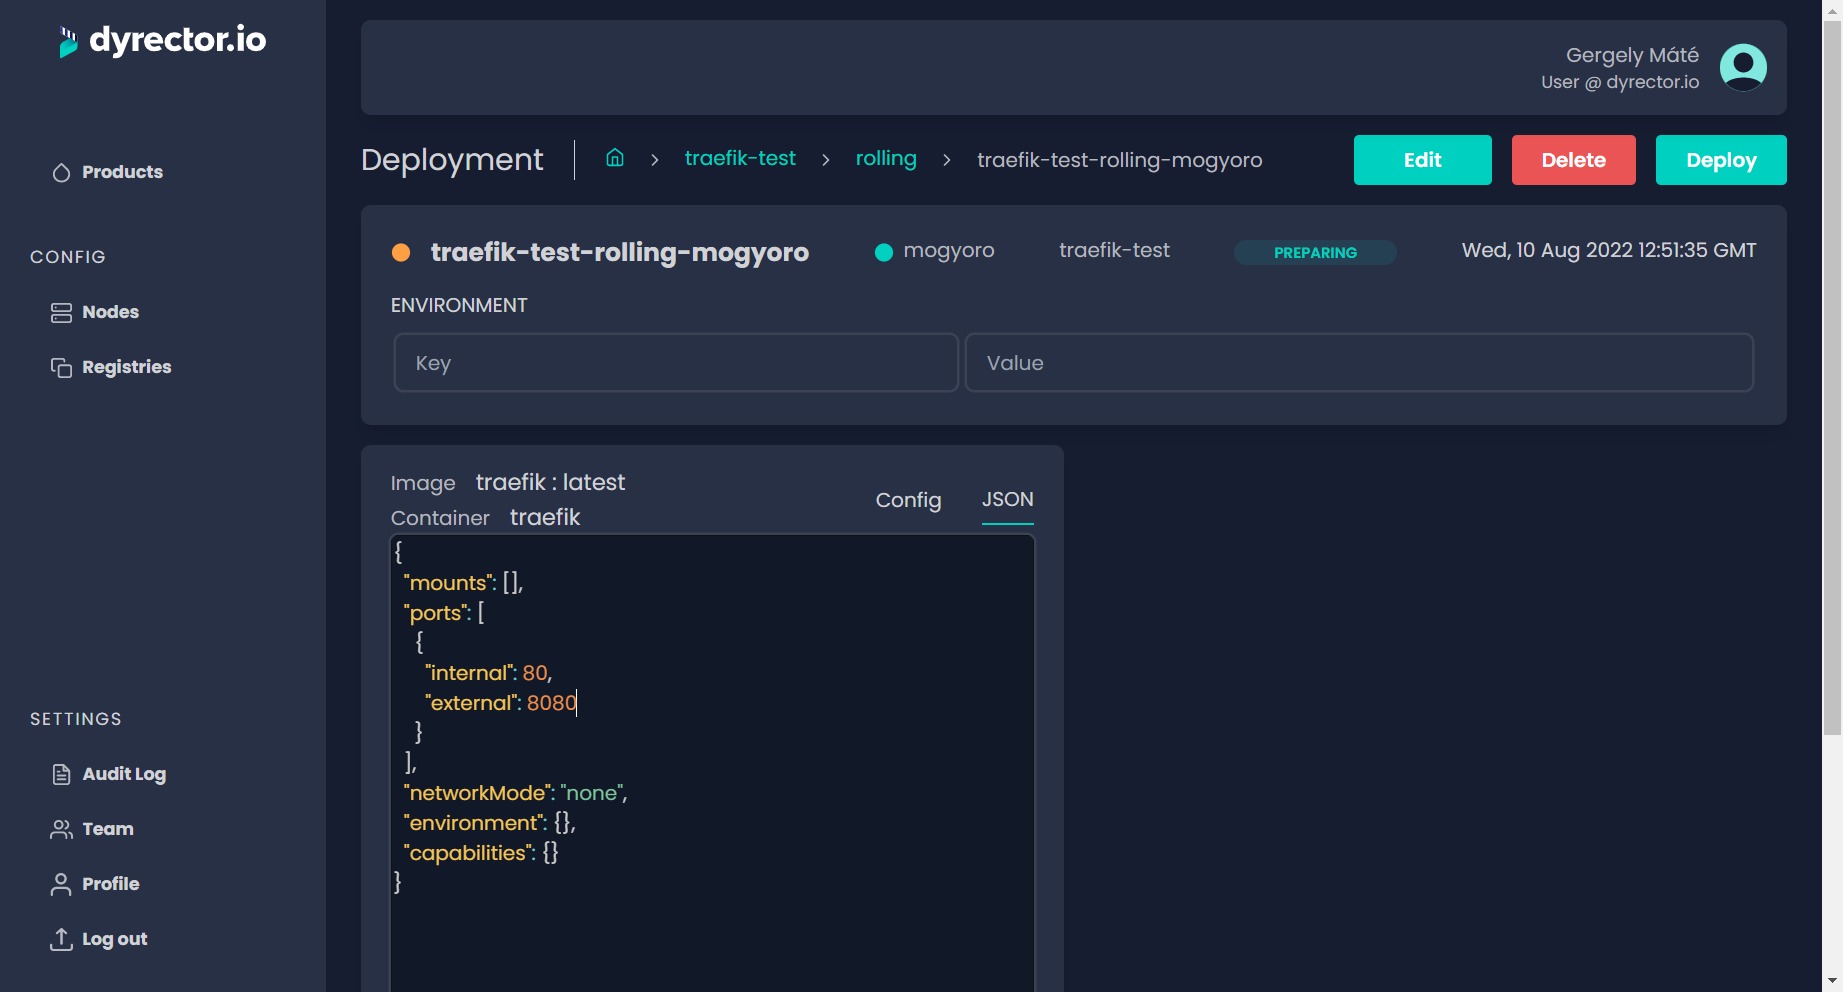 dyrector.io
Gergely Máté
User @ dyrector.io
Products
CONFIG
Nodes
Registries
SETTINGS
Audit Log
Team
Profile
Log out
Deployment
traefik-test > rolling > traefik-test-rolling-mogyoro
Edit Delete Deploy
traefik-test-rolling-mogyoro mogyoro traefik-test PREPARING Wed, 10 Aug 2022 12:51:35 GMT
ENVIRONMENT
Key Value
Image traefik : latest
Container traefik
Config JSON
{
"mounts": [],
"ports": [
{
"internal": 80,
"external": 8080
}
],
"networkMode": "none",
"environment": {},
"capabilities": {}
}